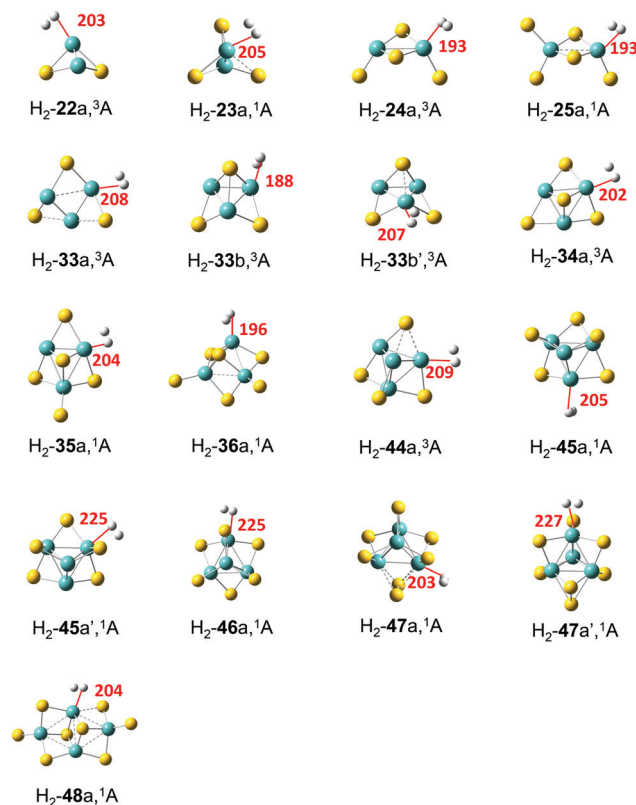 203
205
193
193
H₂-22a,³A
H₂-23a,¹A
H₂-24a,³A
H₂-25a,¹A
208
188
207
202
H₂-33a,³A
H₂-33b,³A
H₂-33b',³A
H₂-34a,³A
204
196
209
205
H₂-35a,¹A
H₂-36a,¹A
H₂-44a,³A
H₂-45a,¹A
225
225
203
227
H₂-45a',¹A
H₂-46a,¹A
H₂-47a,¹A
H₂-47a',¹A
204
H₂-48a,¹A